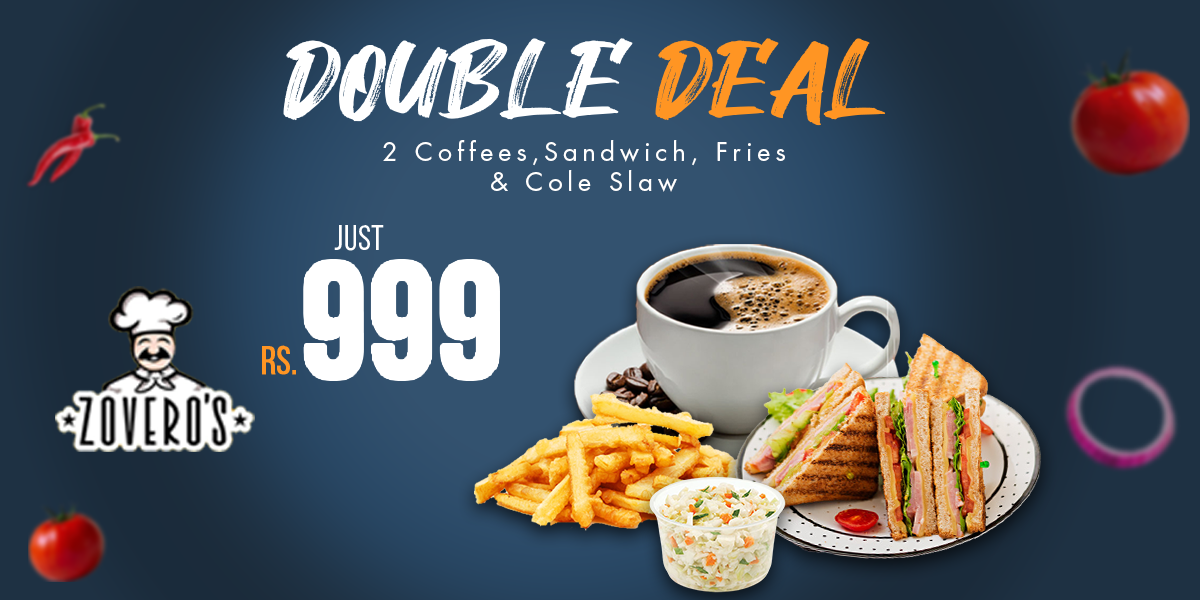 DOUBLE DEAL
2 Coffees,Sandwich, Fries
& Cole Slaw
JUST
RS. 999
ZOVERO'S